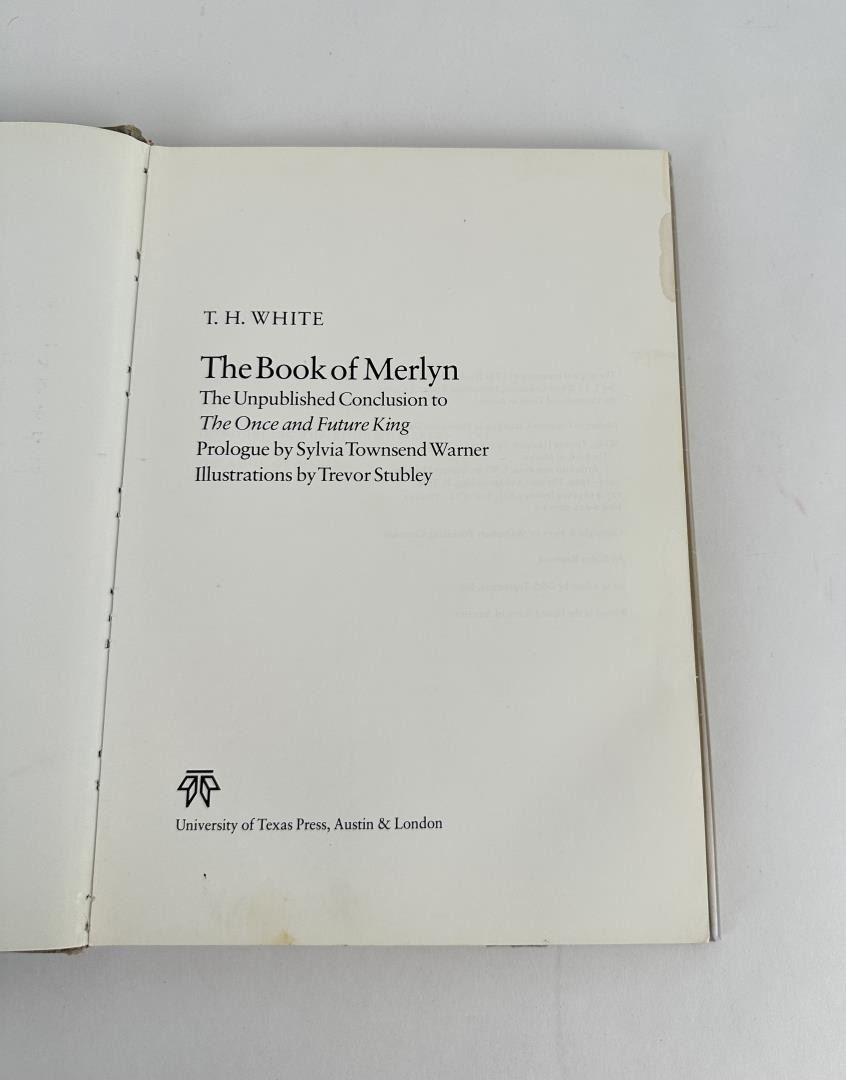 T. H. WHITE
The Book of Merlyn
The Unpublished Conclusion to
The Once and Future King
Prologue by Sylvia Townsend Warner
Illustrations by Trevor Stubley
University of Texas Press, Austin & London